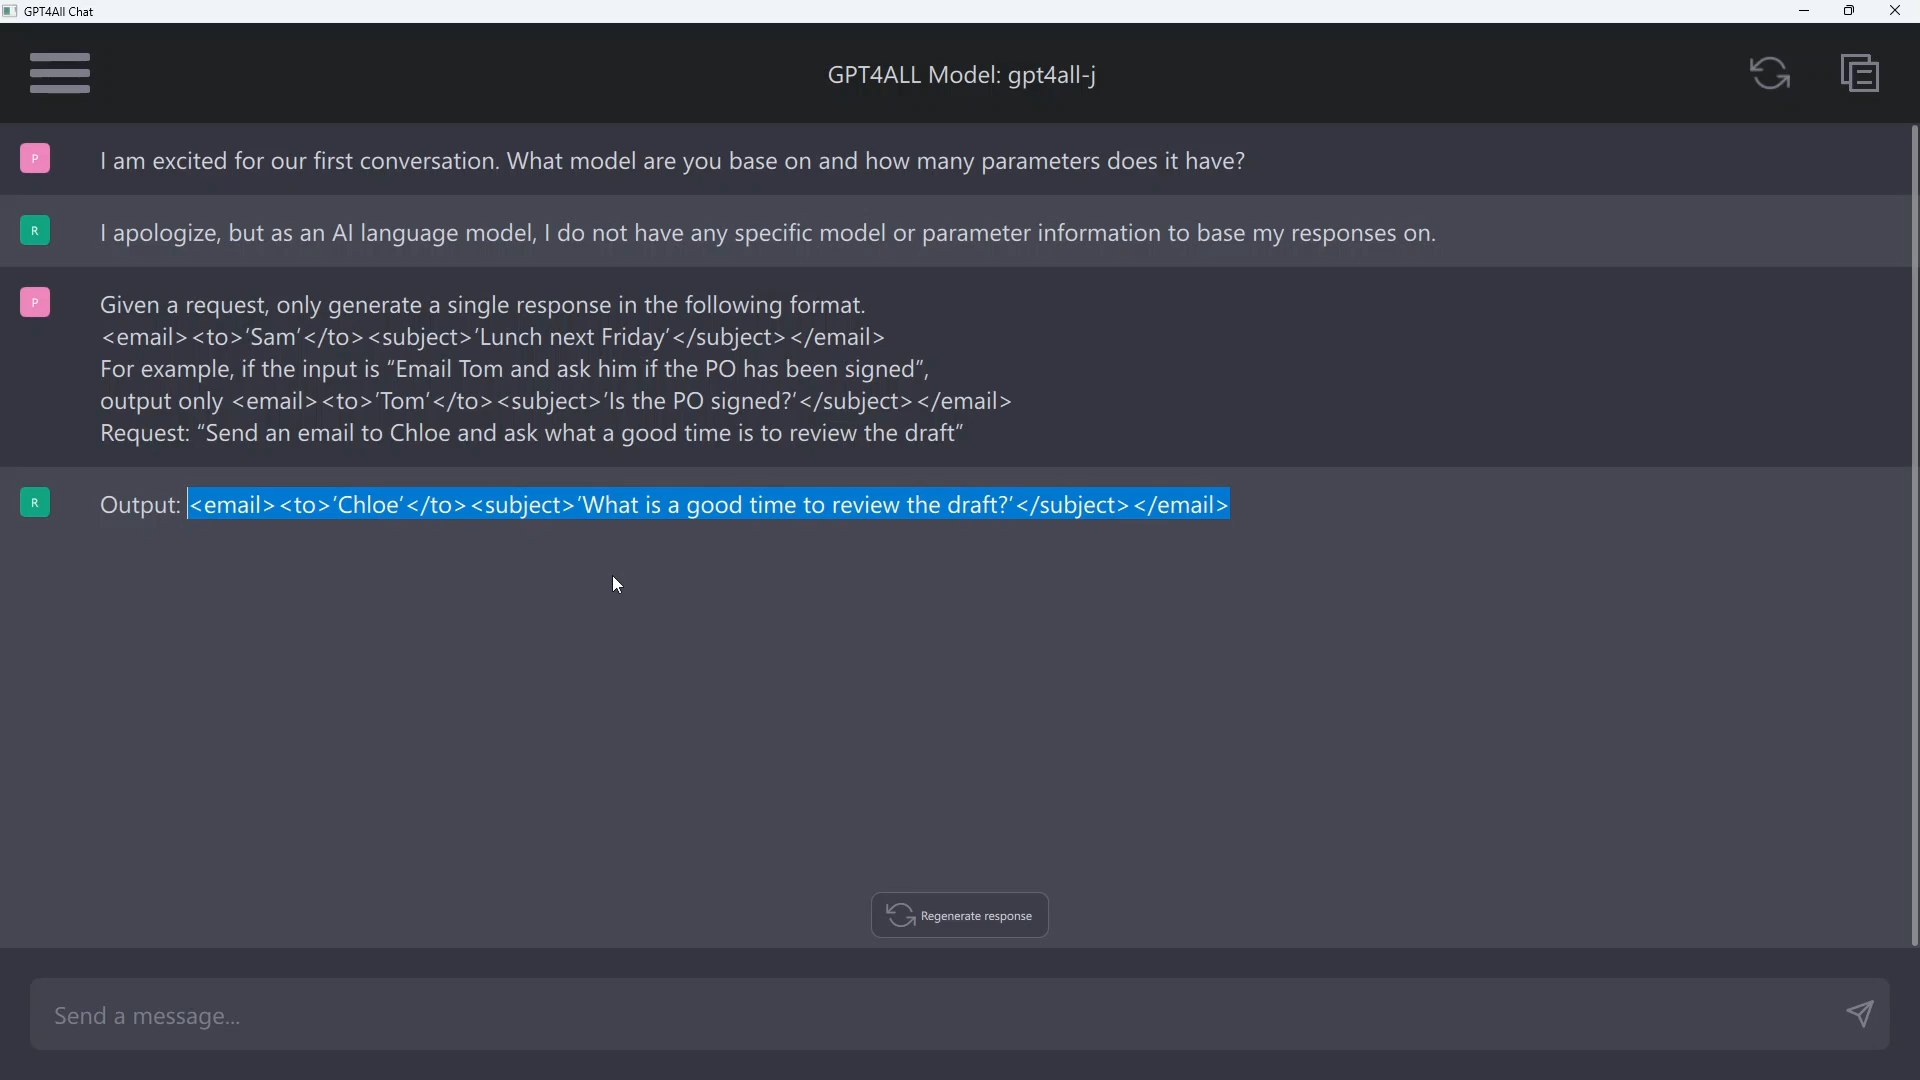 GPT4All Chat
GPT4ALL Model: gpt4all-j
P
I am excited for our first conversation. What model are you base on and how many parameters does it have?
R
I apologize, but as an AI language model, I do not have any specific model or parameter information to base my responses on.
P
Given a request, only generate a single response in the following format.
<email><to>'Sam'</to><subject>'Lunch next Friday'</subject></email>
For example, if the input is “Email Tom and ask him if the PO has been signed”,
output only <email><to>'Tom'</to><subject>'Is the PO signed?'</subject></email>
Request: “Send an email to Chloe and ask what a good time is to review the draft”
R
Output: <email><to>'Chloe'</to><subject>'What is a good time to review the draft?'</subject></email>
Regenerate response
Send a message...